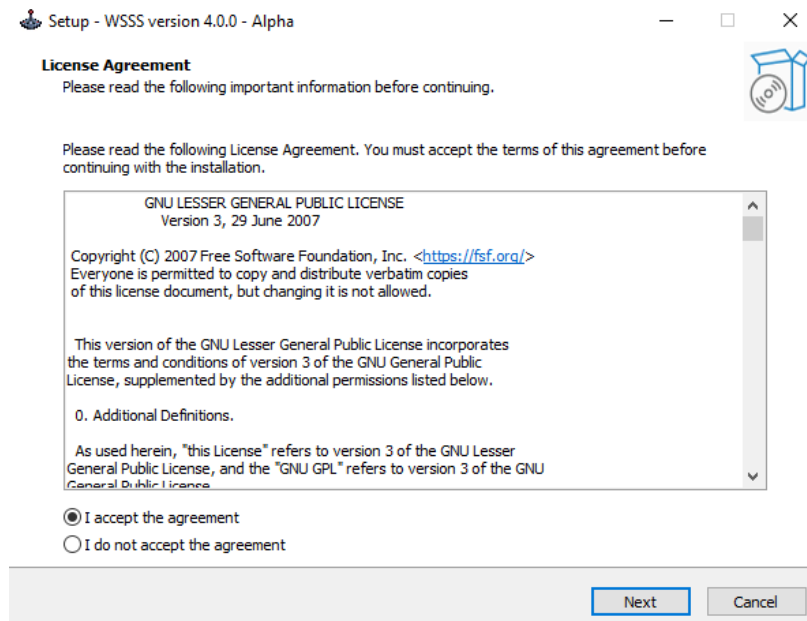 Setup - WSSS version 4.0.0 - Alpha
License Agreement
Please read the following important information before continuing.
Please read the following License Agreement. You must accept the terms of this agreement before
continuing with the installation.
GNU LESSER GENERAL PUBLIC LICENSE
Version 3, 29 June 2007
Copyright (C) 2007 Free Software Foundation, Inc. <https://fsf.org/>
Everyone is permitted to copy and distribute verbatim copies
of this license document, but changing it is not allowed.
This version of the GNU Lesser General Public License incorporates
the terms and conditions of version 3 of the GNU General Public
License, supplemented by the additional permissions listed below.
0. Additional Definitions.
As used herein, "this License" refers to version 3 of the GNU Lesser
General Public License, and the "GNU GPL" refers to version 3 of the GNU
General Public License
I accept the agreement
I do not accept the agreement
Next
Cancel